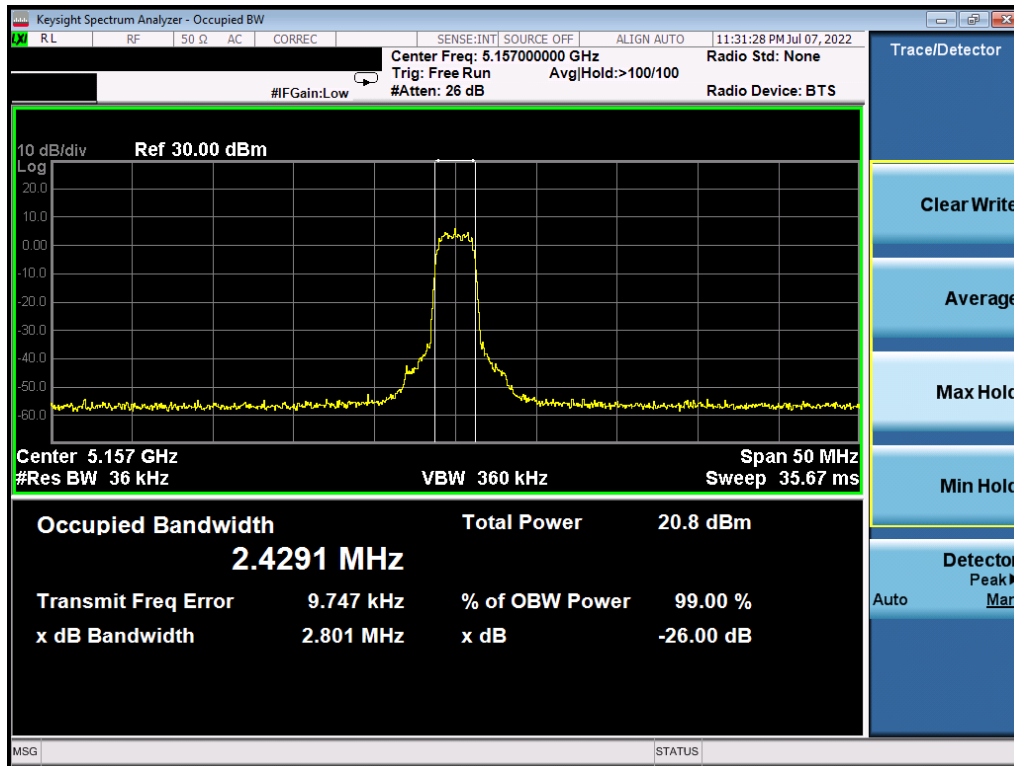 Keysight Spectrum Analyzer - Occupied BW
LXI RL RF 50 Ω AC CORREC SENSE:INT SOURCE OFF ALIGN AUTO 11:31:28 PM Jul 07, 2022
Center Freq: 5.157000000 GHz Radio Std: None
Trig: Free Run Avg|Hold:>100/100
#IFGain:Low #Atten: 26 dB Radio Device: BTS
Trace/Detector
10 dB/div Ref 30.00 dBm
Log
20.0
10.0
0.00
-10.0
-20.0
-30.0
-40.0
-50.0
-60.0
Center 5.157 GHz Span 50 MHz
#Res BW 36 kHz VBW 360 kHz Sweep 35.67 ms
Occupied Bandwidth Total Power 20.8 dBm
2.4291 MHz
Transmit Freq Error 9.747 kHz % of OBW Power 99.00 %
x dB Bandwidth 2.801 MHz x dB -26.00 dB
Clear Write
Average
Max Hold
Min Hold
Detector
Peak▶
Auto Man
MSG STATUS